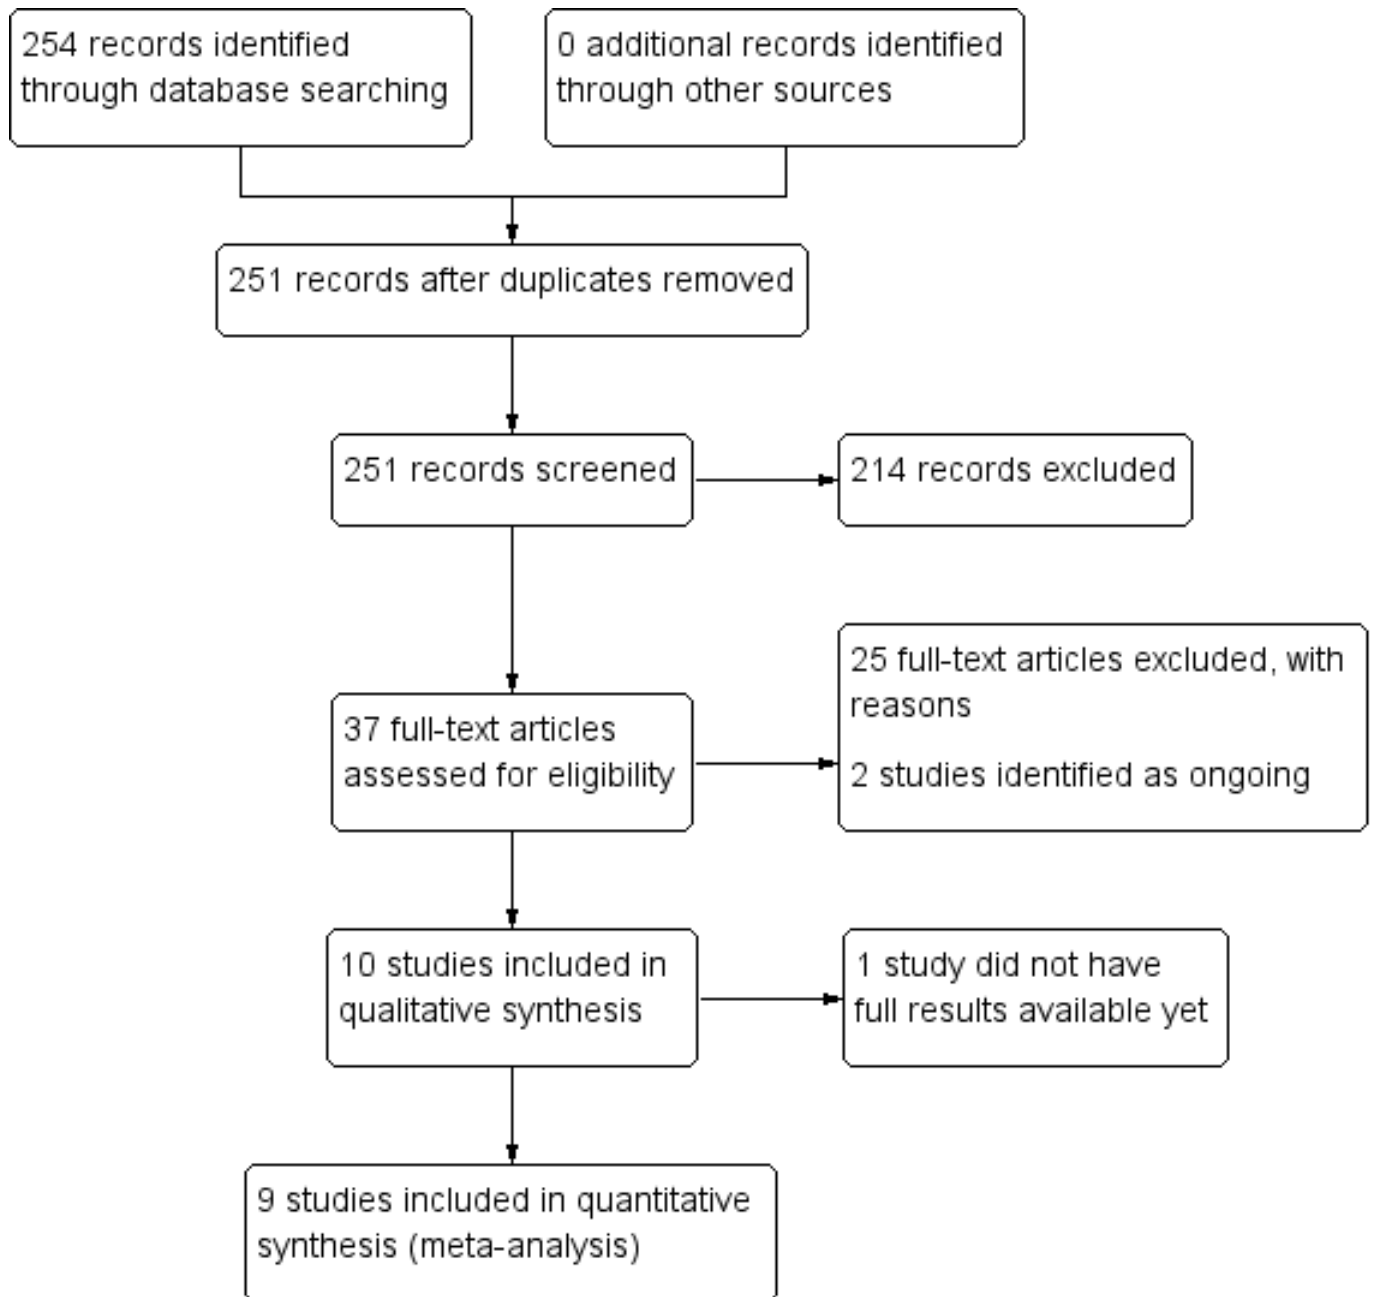 254 records identified
through database searching
0 additional records identified
through other sources
251 records after duplicates removed
251 records screened
214 records excluded
37 full-text articles
assessed for eligibility
25 full-text articles excluded, with
reasons
2 studies identified as ongoing
10 studies included in
qualitative synthesis
1 study did not have
full results available yet
9 studies included in quantitative
synthesis (meta-analysis)